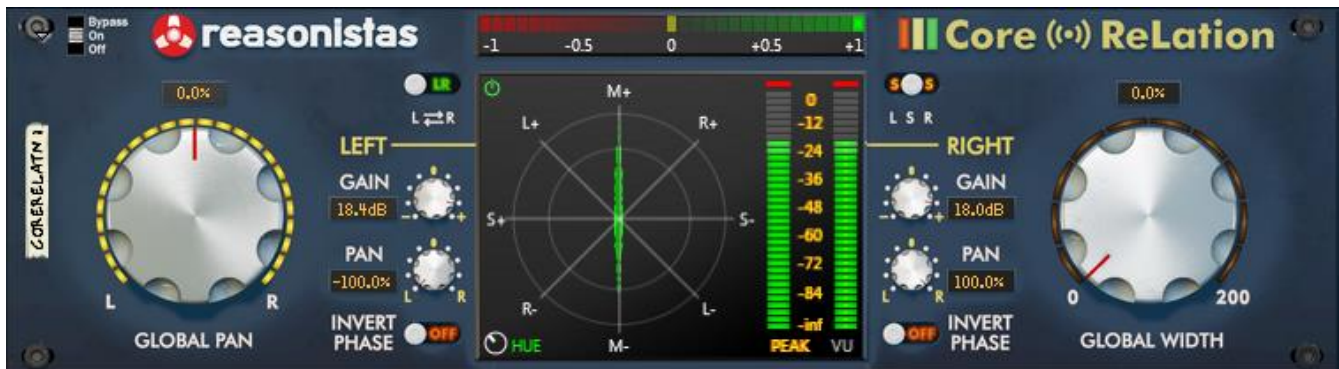 Bypass
On
Off
reasonistas
-1 -0.5 0 +0.5 +1
Core ((•)) ReLation
0.0%
LR
L ⇄ R
LEFT
GAIN
18.4dB
PAN
-100.0%
L R
INVERT
PHASE
OFF
CORERELATN 1
L R
GLOBAL PAN
M+
L+ R+
S+ S-
R- L-
M-
HUE
0
-12
-24
-36
-48
-60
-72
-84
-inf
PEAK VU
S S
L S R
RIGHT
GAIN
18.0dB
PAN
100.0%
L R
OFF
INVERT
PHASE
0.0%
0 200
GLOBAL WIDTH